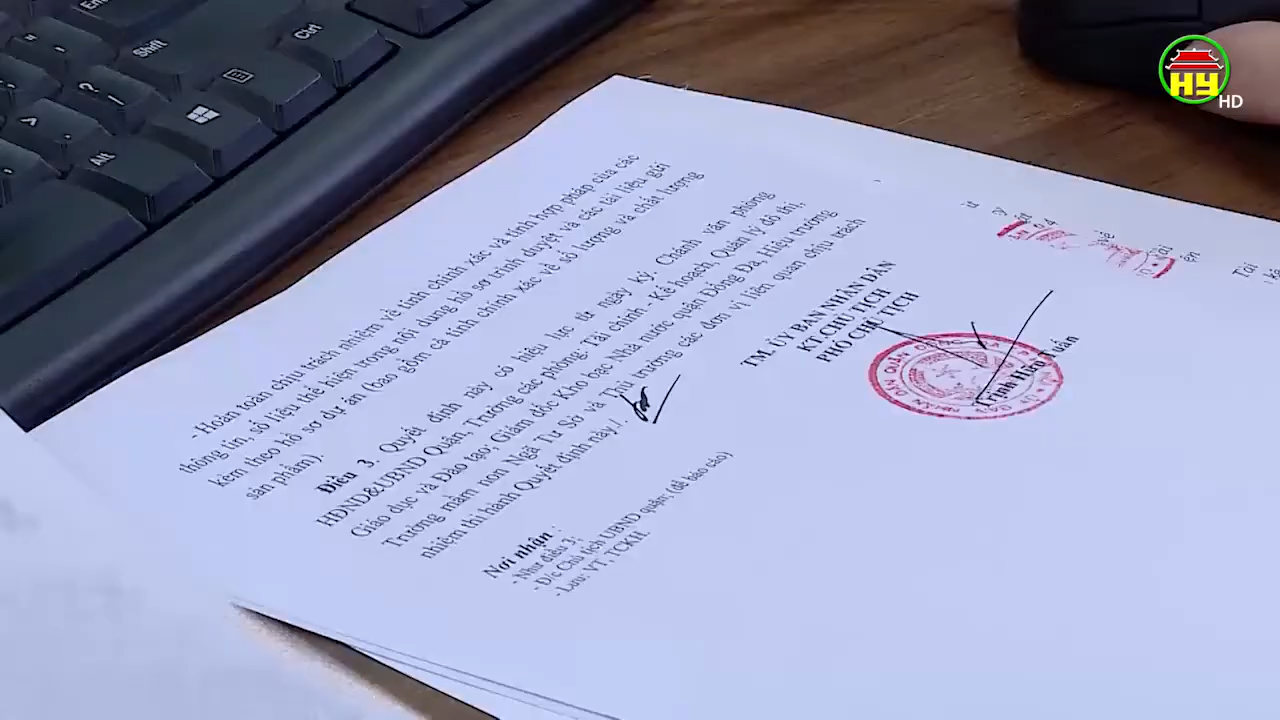 - Hoàn toàn chịu trách nhiệm về tính chính xác và tính hợp pháp của các
thông tin, số liệu thể hiện trong nội dung hồ sơ trình duyệt và các tài liệu gửi
kèm theo hồ sơ dự án (bao gồm cả tính chính xác về số lượng và chất lượng
sản phẩm).
Điều 3. Quyết định này có hiệu lực từ ngày ký. Chánh văn phòng
HĐND&UBND Quận, Trưởng các phòng: Tài chính - Kế hoạch, Quản lý đô thị,
Giáo dục và Đào tạo; Giám đốc Kho bạc Nhà nước quận Đống Đa, Hiệu trưởng
Trường mầm non Ngã Tư Sở và Thủ trưởng các đơn vị liên quan chịu trách
nhiệm thi hành Quyết định này./.
TM. ỦY BAN NHÂN DÂN
KT.CHỦ TỊCH
PHÓ CHỦ TỊCH
Trịnh Hữu Tuấn
Nơi nhận :
- Như điều 3;
- Đ/c Chủ tịch UBND quận; (để báo cáo)
- Lưu: VT, TCKH.
Shift
Ctrl
Alt
HY
HD